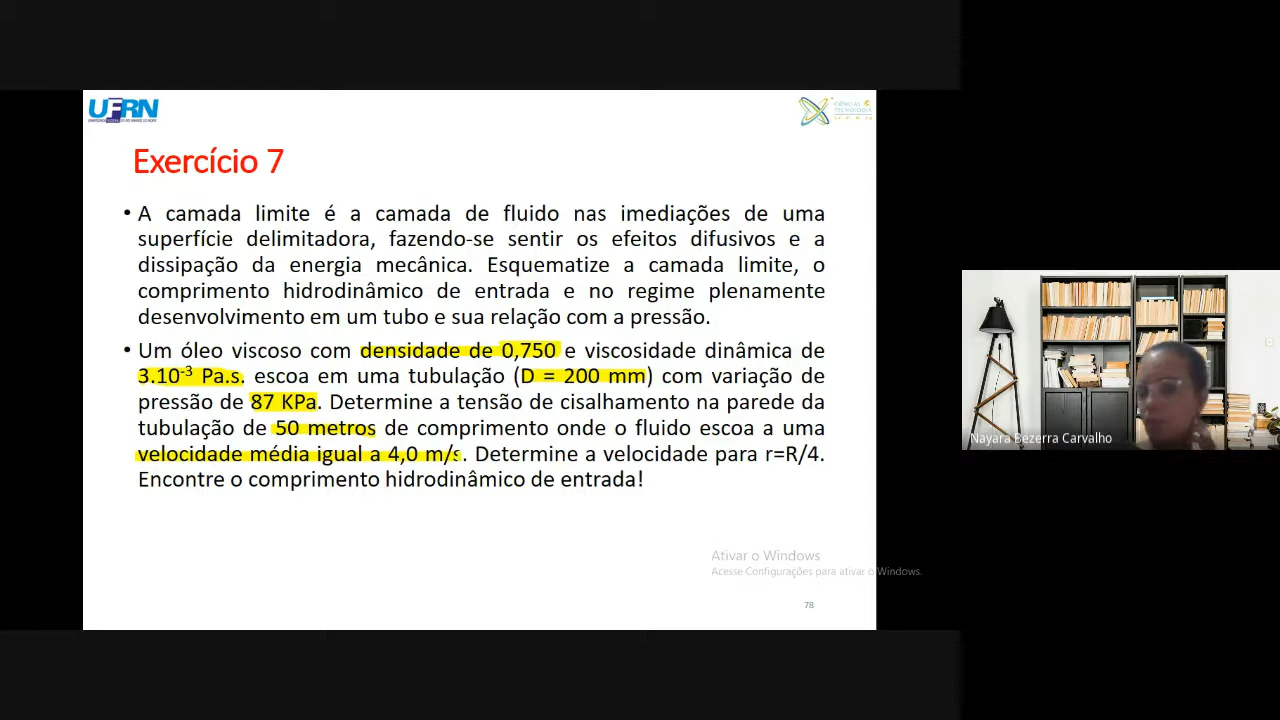 UFRN
CIÊNCIAS &
TECNOLOGIA
UFRN
Exercício 7
• A camada limite é a camada de fluido nas imediações de uma
superfície delimitadora, fazendo-se sentir os efeitos difusivos e a
dissipação da energia mecânica. Esquematize a camada limite, o
comprimento hidrodinâmico de entrada e no regime plenamente
desenvolvimento em um tubo e sua relação com a pressão.
• Um óleo viscoso com densidade de 0,750 e viscosidade dinâmica de
3.10⁻³ Pa.s. escoa em uma tubulação (D = 200 mm) com variação de
pressão de 87 KPa. Determine a tensão de cisalhamento na parede da
tubulação de 50 metros de comprimento onde o fluido escoa a uma
velocidade média igual a 4,0 m/s. Determine a velocidade para r=R/4.
Encontre o comprimento hidrodinâmico de entrada!
Nayara Bezerra Carvalho
Ativar o Windows
Acesse Configurações para ativar o Windows.
78